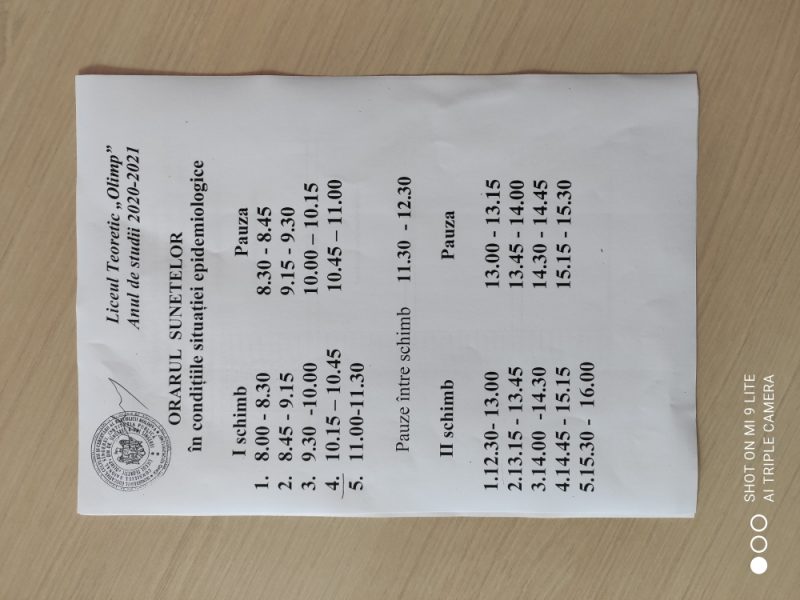 Liceul Teoretic „Olimp”
Anul de studii 2020-2021
ORARUL SUNETELOR
în condițiile situației epidemiologice
I schimb Pauza
1. 8.00 - 8.30 8.30 - 8.45
2. 8.45 - 9.15 9.15 - 9.30
3. 9.30 -10.00 10.00 – 10.15
4. 10.15 – 10.45 10.45 – 11.00
5. 11.00-11.30
Pauze între schimb 11.30 - 12.30
II schimb Pauza
1.12.30- 13.00 13.00 - 13.15
2.13.15 - 13.45 13.45 - 14.00
3.14.00 -14.30 14.30 - 14.45
4.14.45 - 15.15 15.15 - 15.30
5.15.30 - 16.00
SHOT ON MI 9 LITE
AI TRIPLE CAMERA